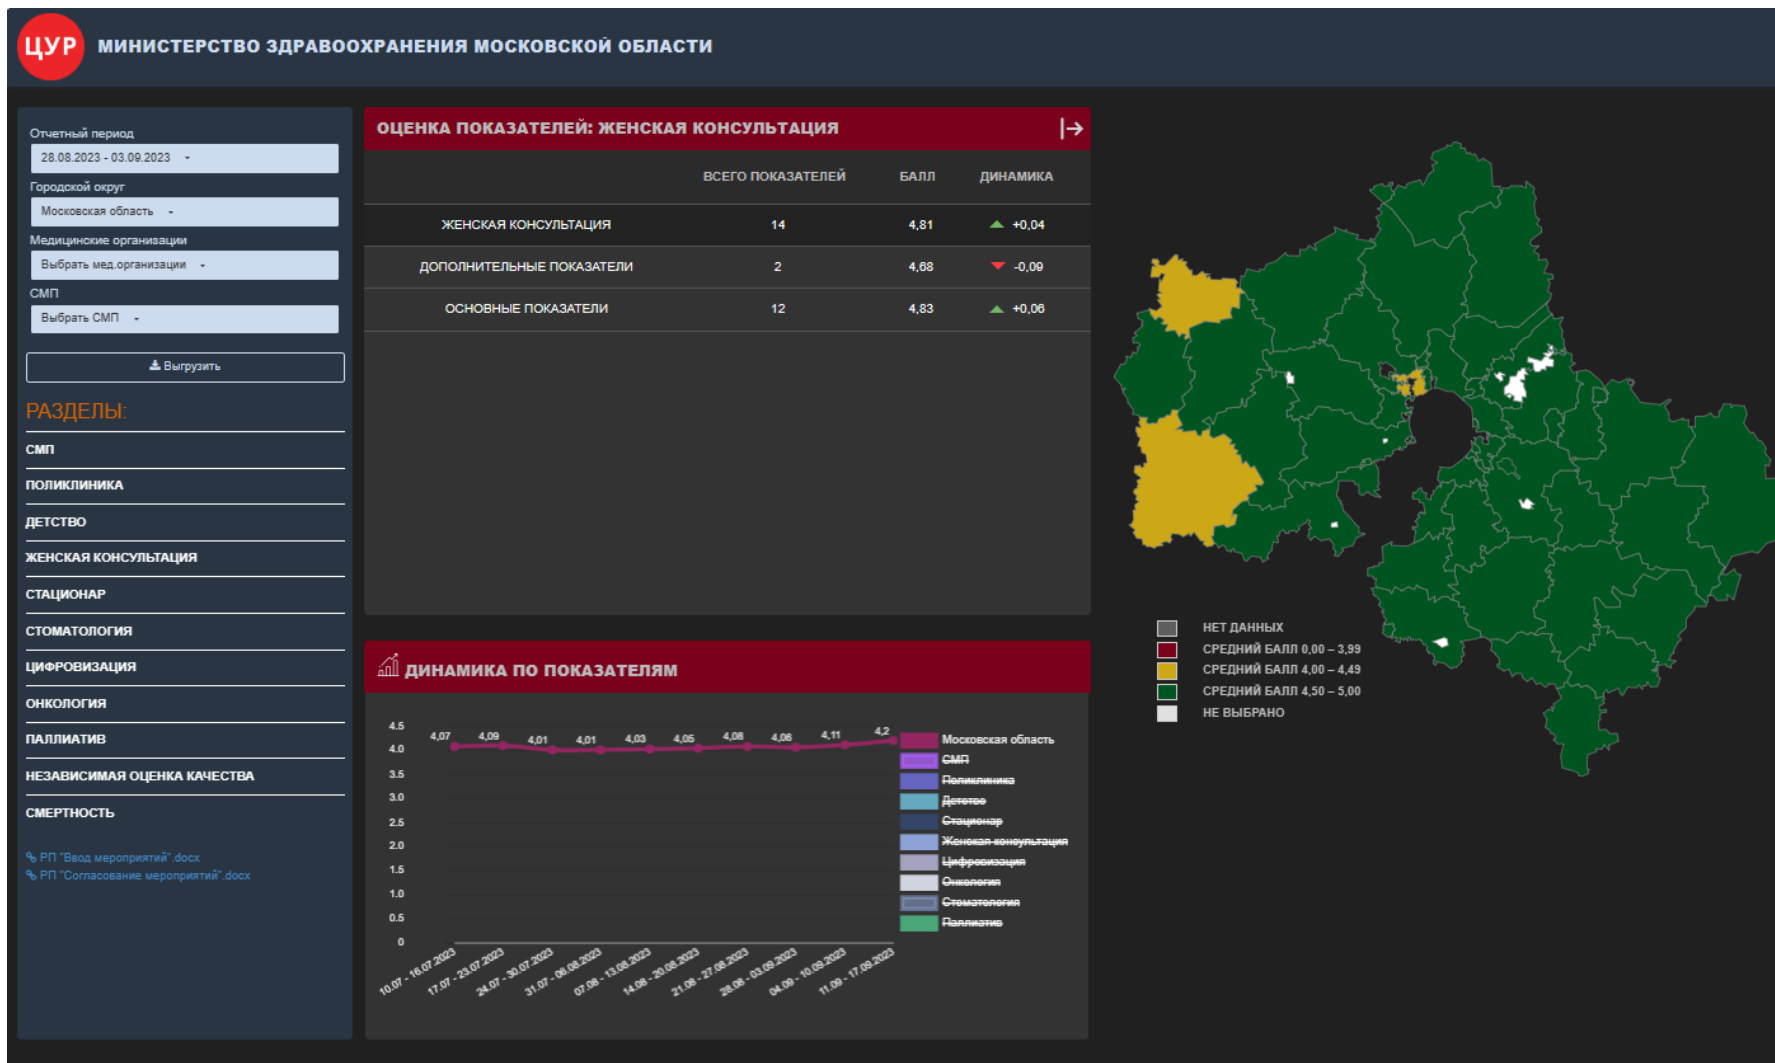 ЦУР
МИНИСТЕРСТВО ЗДРАВООХРАНЕНИЯ МОСКОВСКОЙ ОБЛАСТИ
Отчетный период
28.08.2023 - 03.09.2023
Городской округ
Московская область
Медицинские организации
Выбрать мед.организации
СМП
Выбрать СМП
Выгрузить
РАЗДЕЛЫ:
СМП
ПОЛИКЛИНИКА
ДЕТСТВО
ЖЕНСКАЯ КОНСУЛЬТАЦИЯ
СТАЦИОНАР
СТОМАТОЛОГИЯ
ЦИФРОВИЗАЦИЯ
ОНКОЛОГИЯ
ПАЛЛИАТИВ
НЕЗАВИСИМАЯ ОЦЕНКА КАЧЕСТВА
СМЕРТНОСТЬ
РП "Ввод мероприятий".docx
РП "Согласование мероприятий".docx
ОЦЕНКА ПОКАЗАТЕЛЕЙ: ЖЕНСКАЯ КОНСУЛЬТАЦИЯ
ВСЕГО ПОКАЗАТЕЛЕЙ БАЛЛ ДИНАМИКА
ЖЕНСКАЯ КОНСУЛЬТАЦИЯ 14 4,81 +0,04
ДОПОЛНИТЕЛЬНЫЕ ПОКАЗАТЕЛИ 2 4,68 -0,09
ОСНОВНЫЕ ПОКАЗАТЕЛИ 12 4,83 +0,06
ДИНАМИКА ПО ПОКАЗАТЕЛЯМ
4.5
4.0
3.5
3.0
2.5
2.0
1.5
1.0
0.5
0
4,07 4,09 4,01 4,01 4,03 4,05 4,08 4,06 4,11 4,2
10.07 - 16.07.2023
17.07 - 23.07.2023
24.07 - 30.07.2023
31.07 - 06.08.2023
07.08 - 13.08.2023
14.08 - 20.08.2023
21.08 - 27.08.2023
28.08 - 03.09.2023
04.09 - 10.09.2023
11.09 - 17.09.2023
Московская область
СМП
Поликлиника
Детство
Стационар
Женская консультация
Цифровизация
Онкология
Стоматология
Паллиатив
НЕТ ДАННЫХ
СРЕДНИЙ БАЛЛ 0,00 – 3,99
СРЕДНИЙ БАЛЛ 4,00 – 4,49
СРЕДНИЙ БАЛЛ 4,50 – 5,00
НЕ ВЫБРАНО